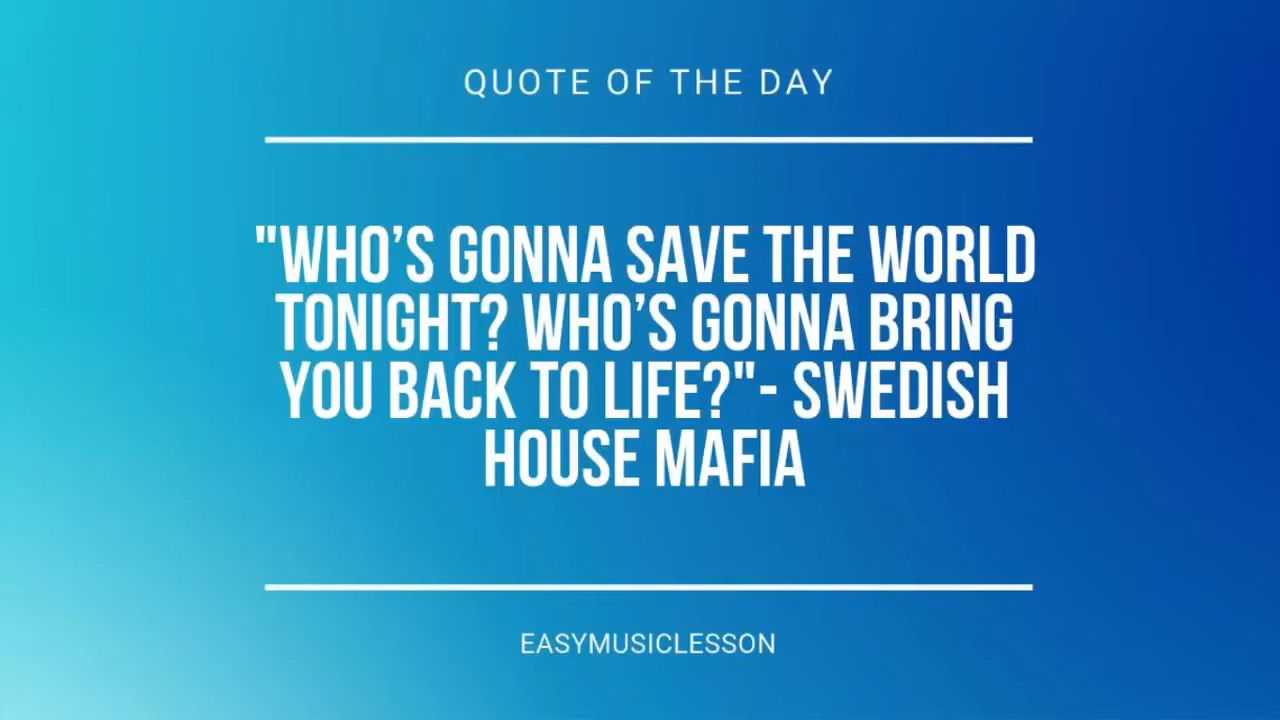 QUOTE OF THE DAY
"WHO’S GONNA SAVE THE WORLD
TONIGHT? WHO’S GONNA BRING
YOU BACK TO LIFE?"- SWEDISH
HOUSE MAFIA
EASYMUSICLESSON